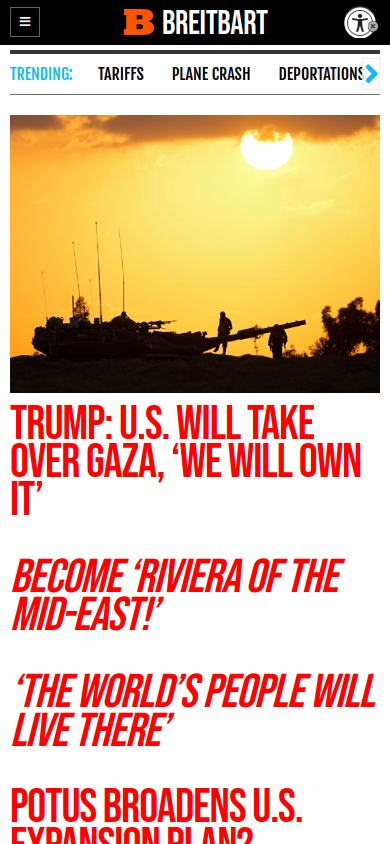 BREITBART
TRENDING: TARIFFS PLANE CRASH DEPORTATIONS
TRUMP: U.S. WILL TAKE
OVER GAZA, ‘WE WILL OWN
IT’
BECOME ‘RIVIERA OF THE
MID-EAST!’
‘THE WORLD’S PEOPLE WILL
LIVE THERE’
POTUS BROADENS U.S.
EXPANSION PLAN?